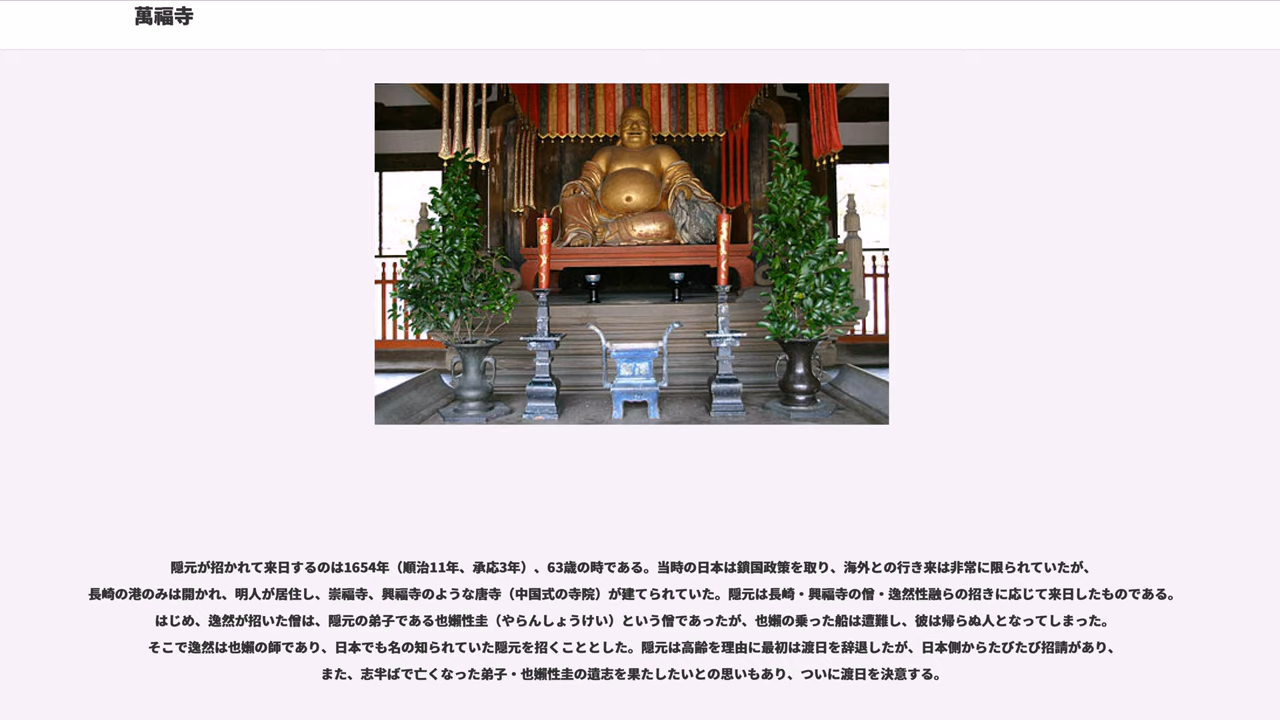 萬福寺
隠元が招かれて来日するのは1654年（順治11年、承応3年）、63歳の時である。当時の日本は鎖国政策を取り、海外との行き来は非常に限られていたが、
長崎の港のみは開かれ、明人が居住し、崇福寺、興福寺のような唐寺（中国式の寺院）が建てられていた。隠元は長崎・興福寺の僧・逸然性融らの招きに応じて来日したものである。
はじめ、逸然が招いた僧は、隠元の弟子である也嬾性圭（やらんしょうけい）という僧であったが、也嬾の乗った船は遭難し、彼は帰らぬ人となってしまった。
そこで逸然は也嬾の師であり、日本でも名の知られていた隠元を招くこととした。隠元は高齢を理由に最初は渡日を辞退したが、日本側からたびたび招請があり、
また、志半ばで亡くなった弟子・也嬾性圭の遺志を果たしたいとの思いもあり、ついに渡日を決意する。